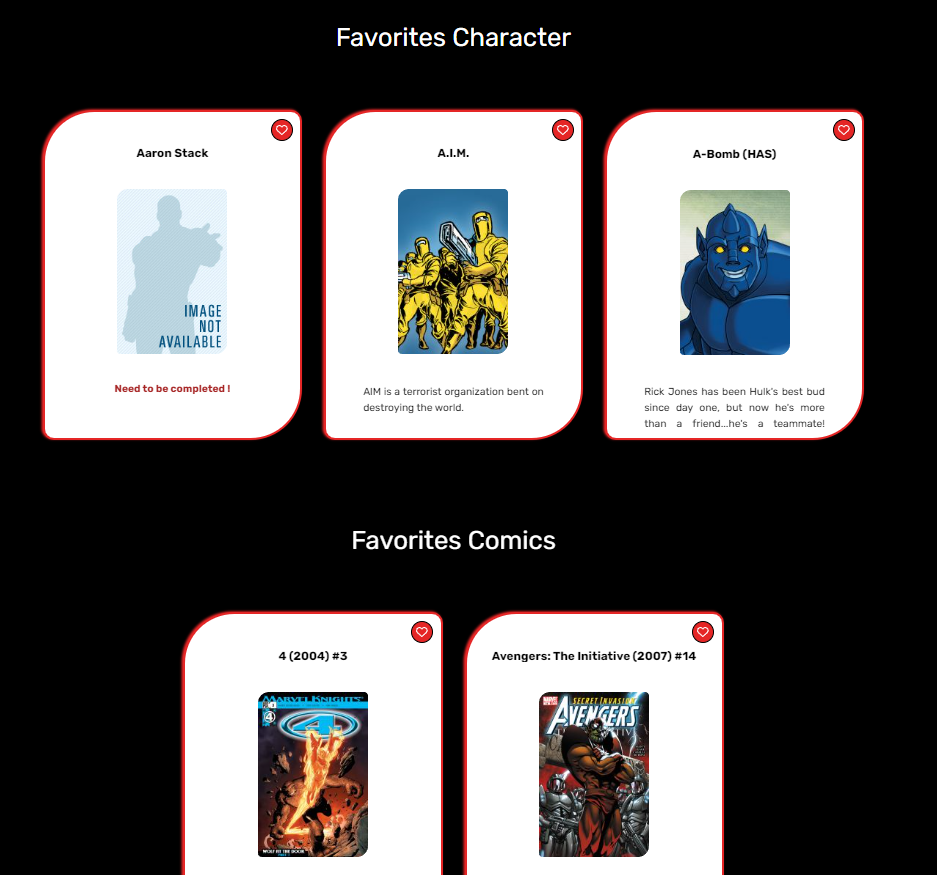 Favorites Character
Aaron Stack
IMAGE
NOT
AVAILABLE
Need to be completed !
A.I.M.
AIM is a terrorist organization bent on
destroying the world.
A-Bomb (HAS)
Rick Jones has been Hulk's best bud
since day one, but now he's more
than a friend...he's a teammate!
Favorites Comics
4 (2004) #3
MARVEL KNIGHTS
4
Avengers: The Initiative (2007) #14
SECRET INVASION
AVENGERS